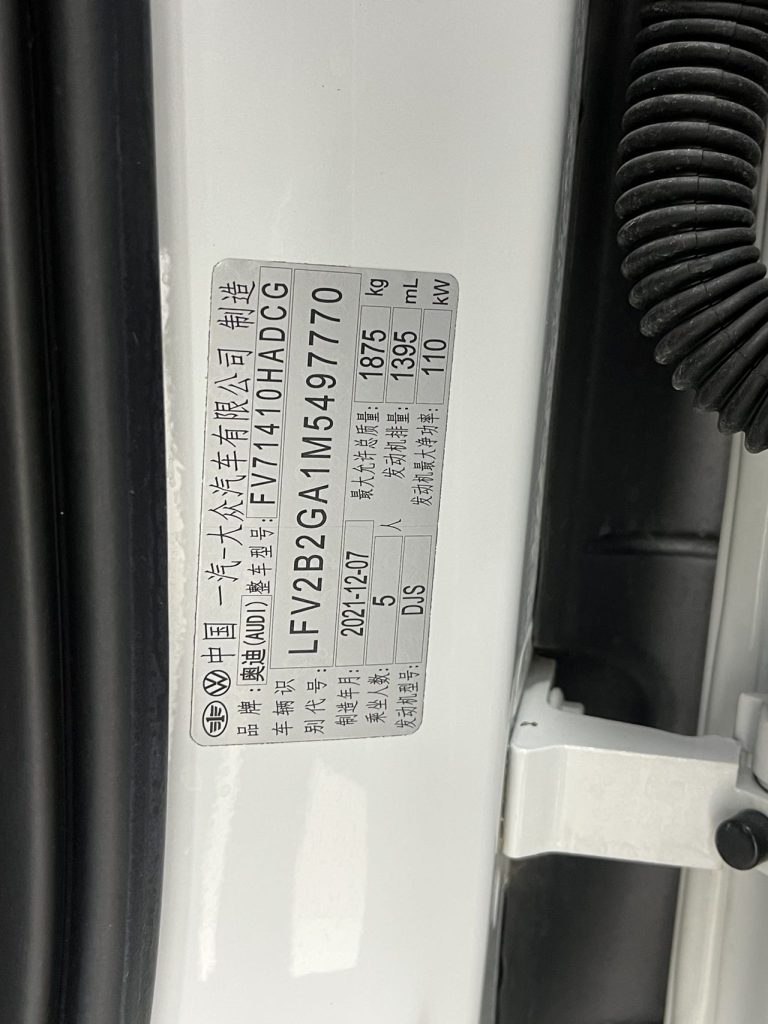 中国 一汽-大众汽车有限公司 制造
品牌:奥迪(AUDI) 整车型号: FV71410HADCG
车辆识别代号: LFV2B2GA1M5497770
制造年月: 2021-12-07 最大允许总质量: 1875 kg
乘坐人数: 5 人 发动机排量: 1395 mL
发动机型号: DJS 发动机最大净功率: 110 kW